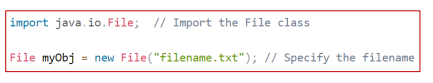 import java.io.File;  // Import the File class
File myObj = new File("filename.txt"); // Specify the filename